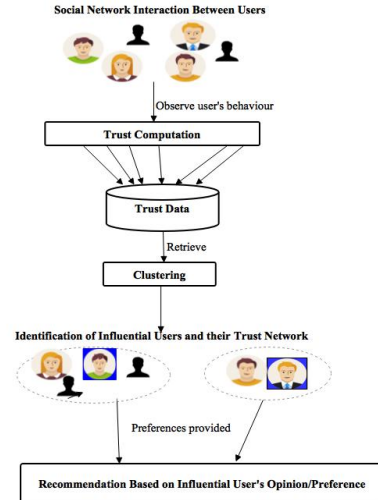 Social Network Interaction Between Users
Observe user's behaviour
Trust Computation
Trust Data
Retrieve
Clustering
Identification of Influential Users and their Trust Network
Preferences provided
Recommendation Based on Influential User's Opinion/Preference